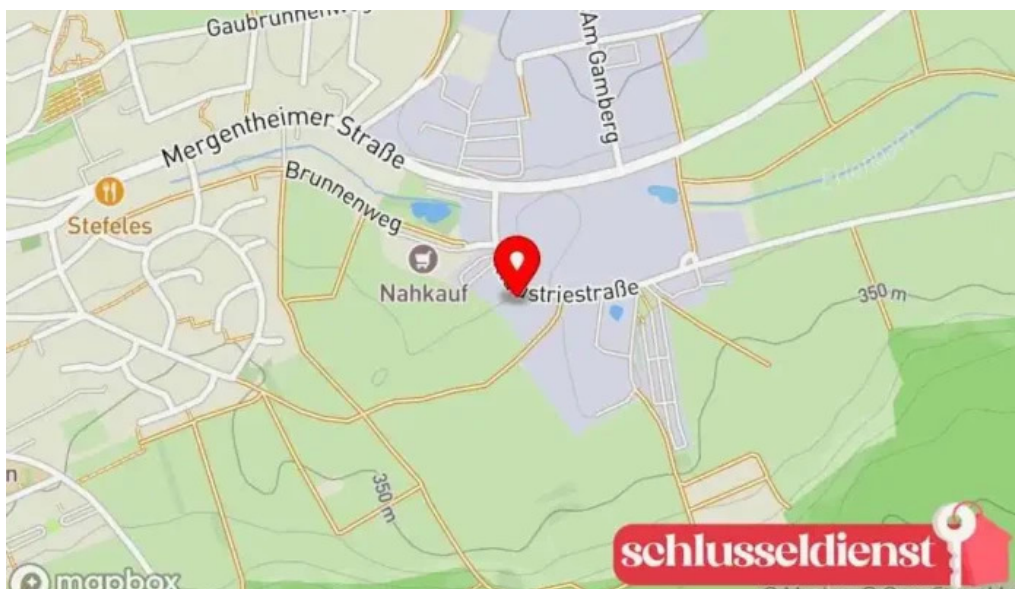 Gaubrunnenweg
Am Gamberg
Mergentheimer Straße
Brunnenweg
Stefeles
Nahkauf
striestraße
350 m
350 m
n
schlusseldienst
mapbox